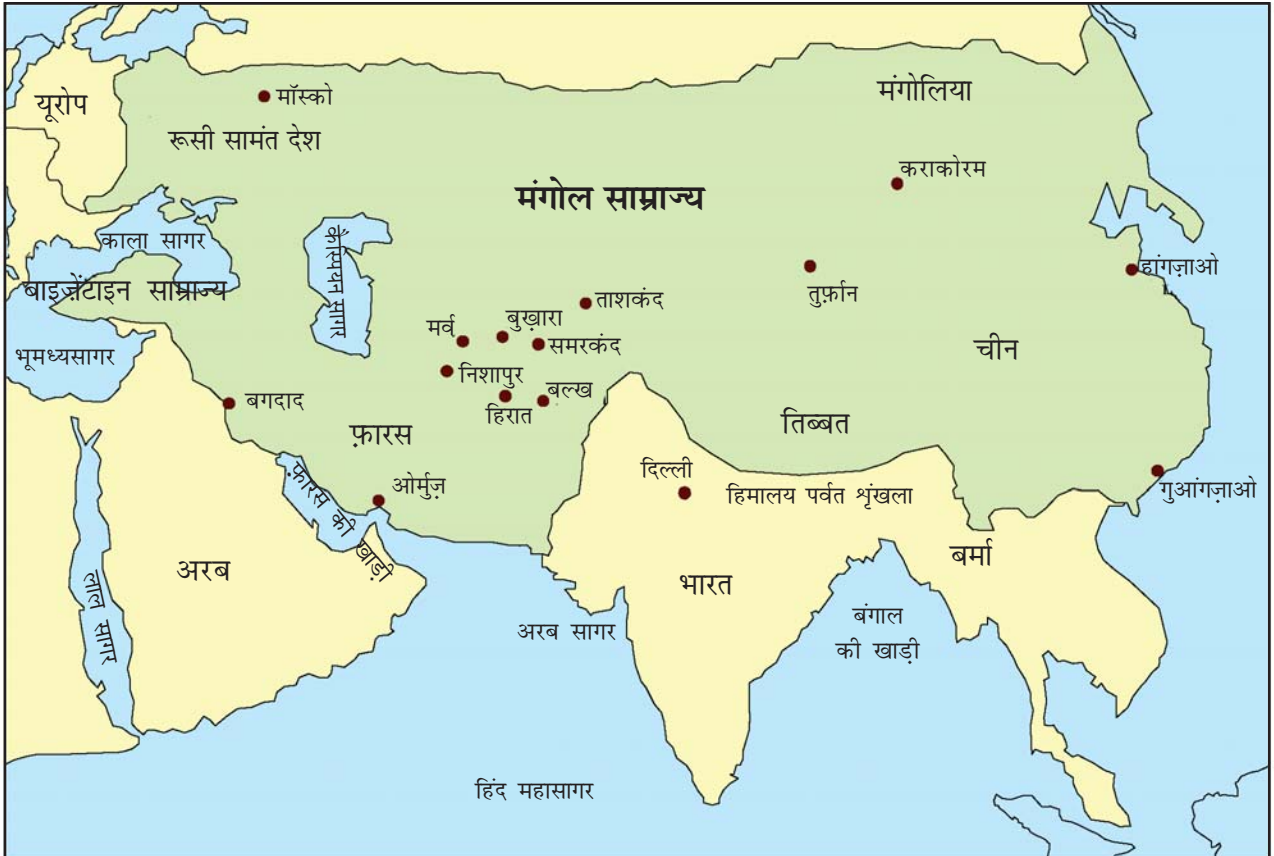 यूरोप
मॉस्को
रूसी सामंत देश
मंगोलिया
कराकोरम
मंगोल साम्राज्य
काला सागर
कैस्पियन सागर
हांगज़ाओ
तुर्फ़ान
बाइज़ेंटाइन साम्राज्य
ताशकंद
बुख़ारा
मर्व
समरकंद
भूमध्यसागर
चीन
निशापुर
बल्ख
हिरात
बगदाद
तिब्बत
फ़ारस
दिल्ली
ओर्मुज़
हिमालय पर्वत शृंखला
गुआंगज़ाओ
फ़ारस की खाड़ी
अरब
बर्मा
भारत
लाल सागर
अरब सागर
बंगाल
की खाड़ी
हिंद महासागर